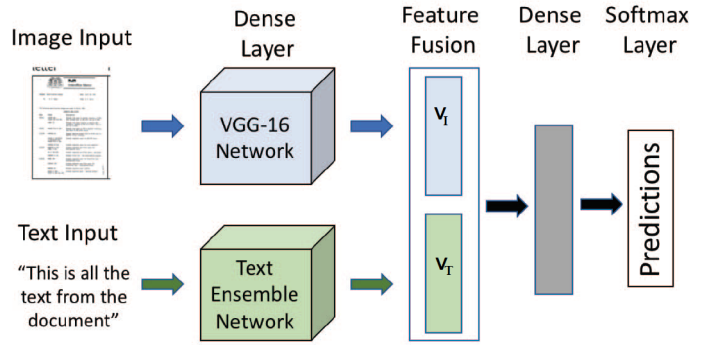 Image Input
Dense
Layer
Feature
Fusion
Dense
Layer
Softmax
Layer
letter
VGG-16
Network
V_I
Text Input
"This is all the
text from the
document"
Text
Ensemble
Network
V_T
Predictions